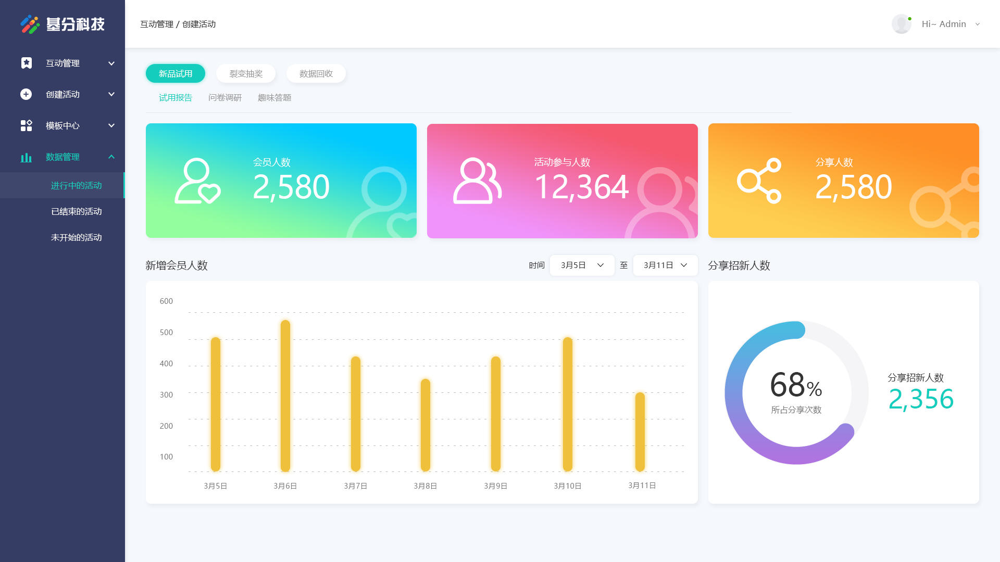 基分科技
互动管理
创建活动
模板中心
数据管理
进行中的活动
已结束的活动
未开始的活动
互动管理 / 创建活动
Hi~ Admin
新品试用 裂变抽奖 数据回收
试用报告 问卷调研 趣味答题
会员人数
2,580
活动参与人数
12,364
分享人数
2,580
新增会员人数
时间 3月5日 至 3月11日
600
500
400
300
200
100
3月5日 3月6日 3月7日 3月8日 3月9日 3月10日 3月11日
分享招新人数
68%
所占分享次数
分享招新人数
2,356